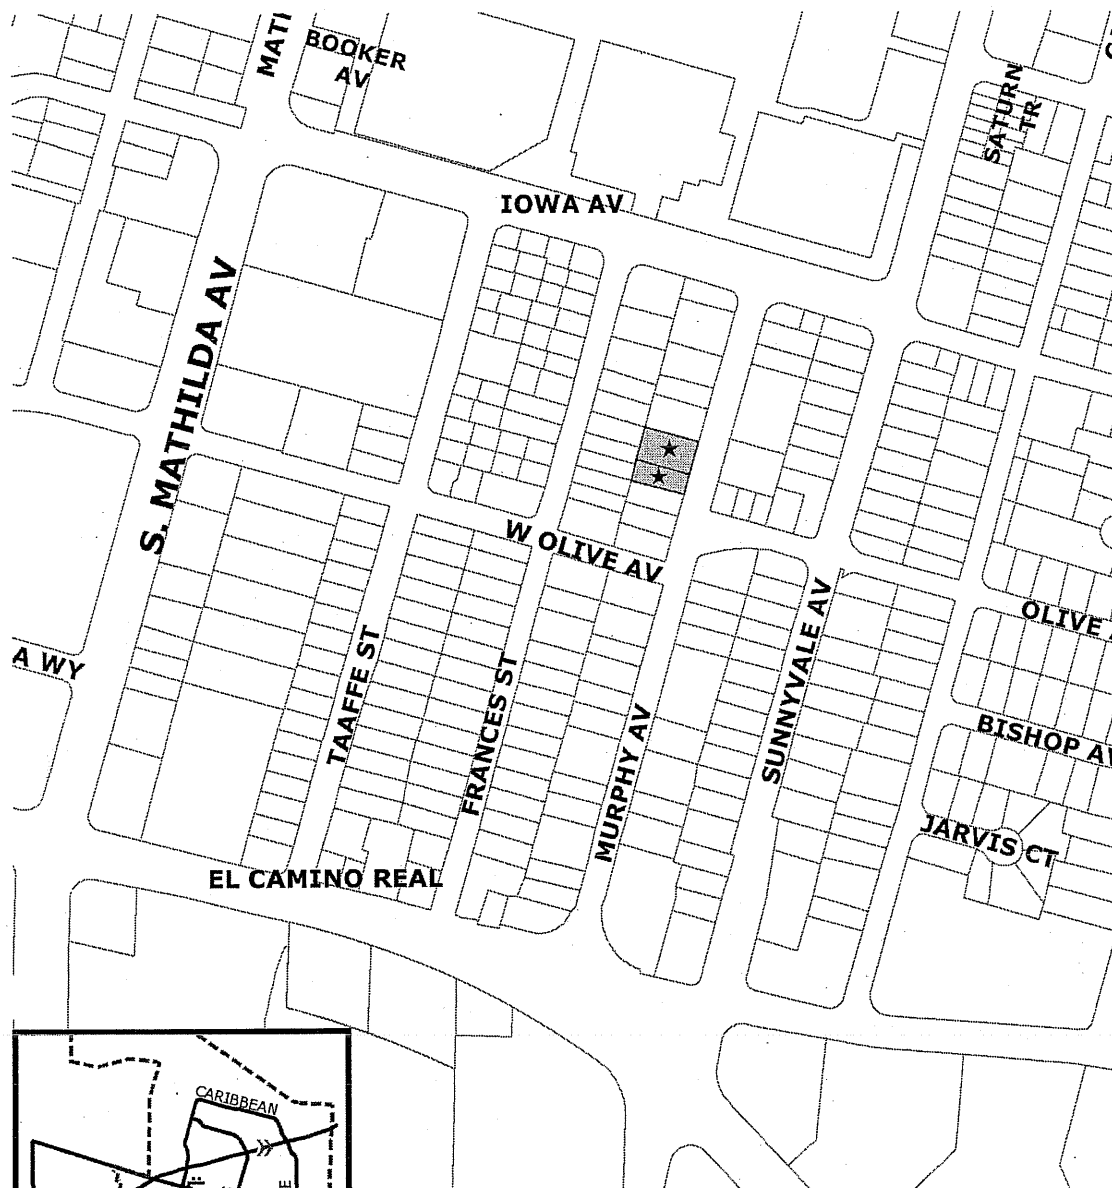 MATI
BOOKER
AV
SATURN
TR
IOWA AV
S. MATHILDA AV
W OLIVE AV
OLIVE
A WY
TAAFFE ST
FRANCES ST
MURPHY AV
SUNNYVALE AV
BISHOP AV
JARVIS CT
EL CAMINO REAL
CARIBBEAN